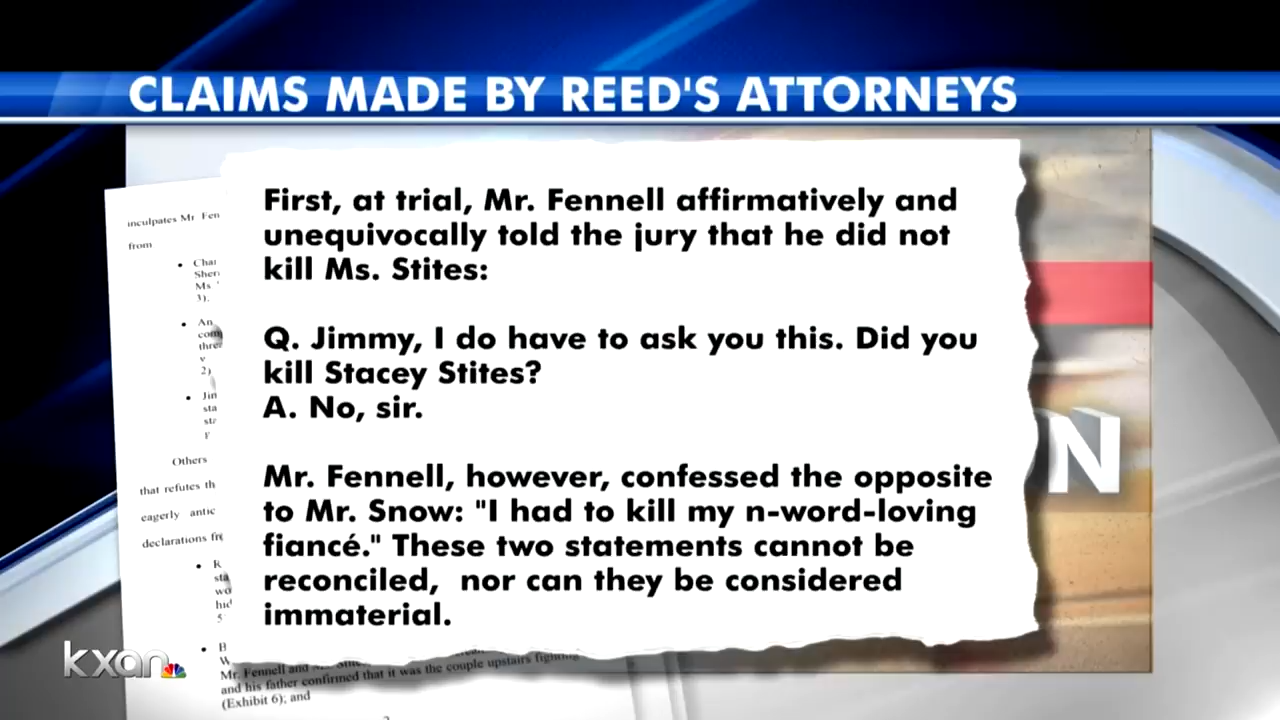 CLAIMS MADE BY REED'S ATTORNEYS
First, at trial, Mr. Fennell affirmatively and
unequivocally told the jury that he did not
kill Ms. Stites:
Q. Jimmy, I do have to ask you this. Did you
kill Stacey Stites?
A. No, sir.
Mr. Fennell, however, confessed the opposite
to Mr. Snow: "I had to kill my n-word-loving
fiancé." These two statements cannot be
reconciled,  nor can they be considered
immaterial.
inculpates Mr Fen
from
Others
that refutes th
eagerly antic
declarations fr
Mr. Fennell and
and his father confirmed that it was the couple upstairs fighting
(Exhibit 6); and
N
kxan